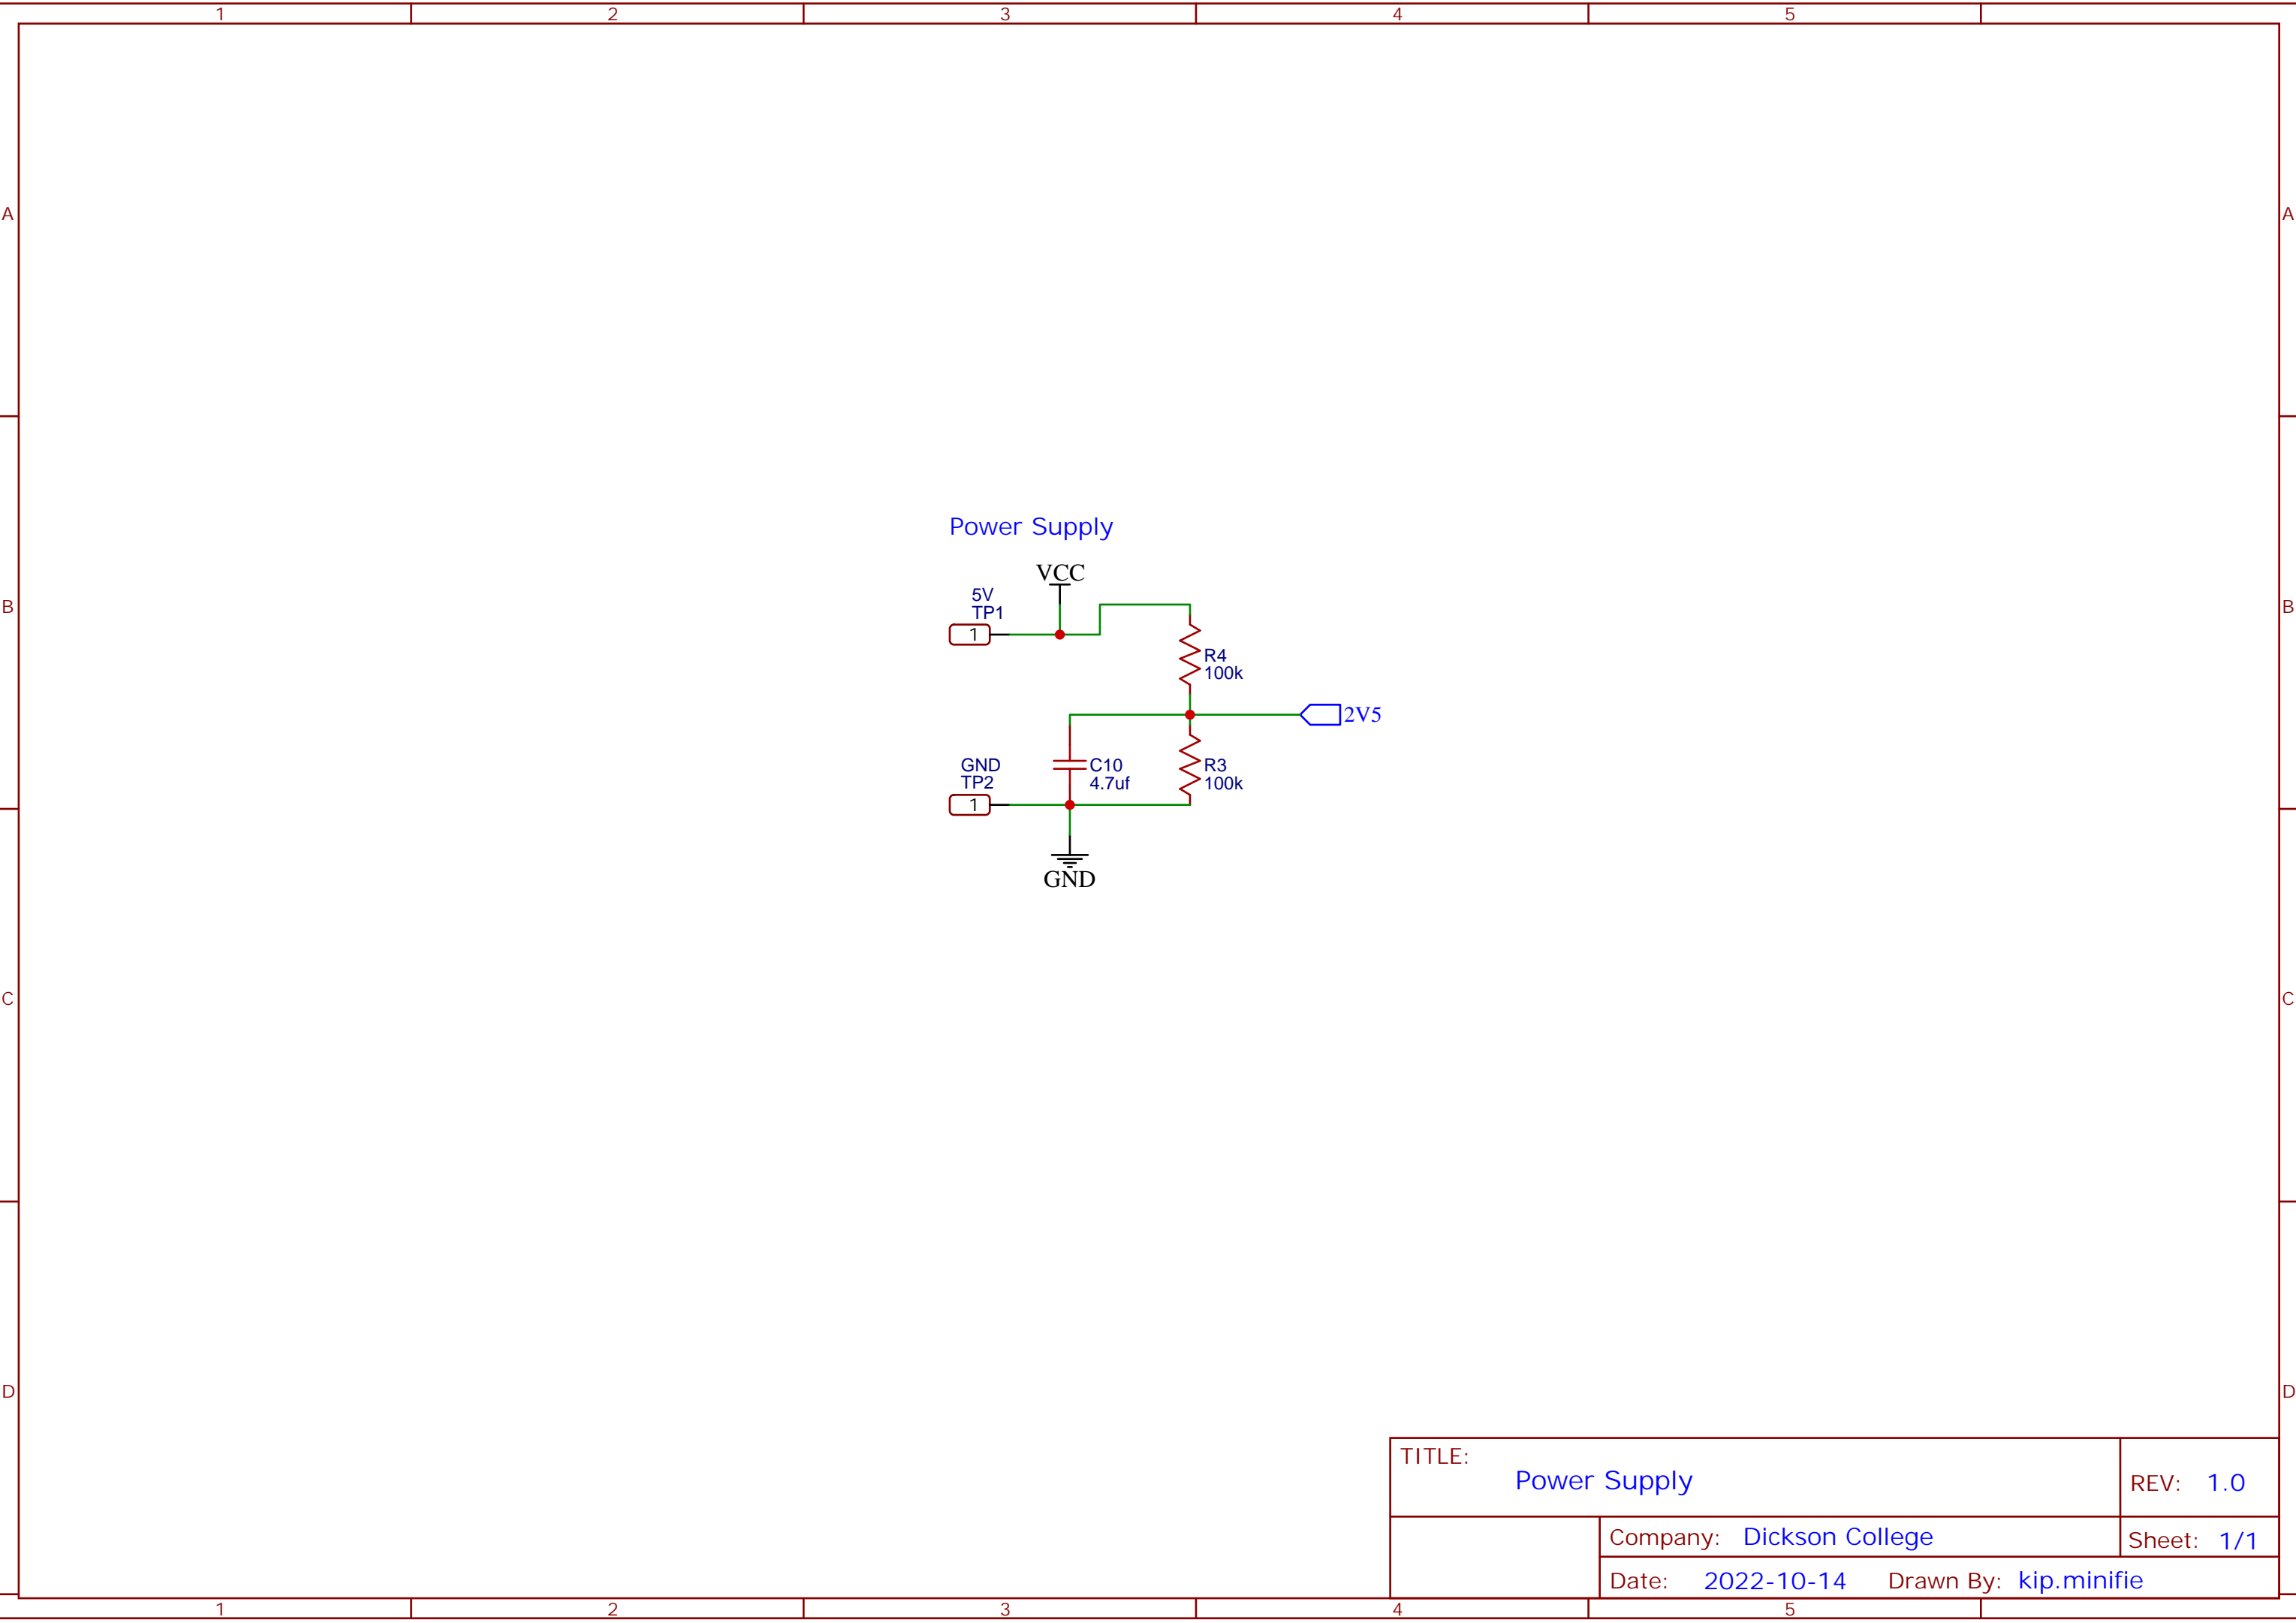 1 2 3 4 5
A A
Power Supply
VCC
5V
TP1
B B
1
R4
100k
2V5
GND
TP2
C10
4.7uf
R3
100k
1
GND
C C
D D
TITLE:
Power Supply
REV: 1.0
Company: Dickson College
Sheet: 1/1
Date: 2022-10-14 Drawn By: kip.minifie
1 2 3 4 5